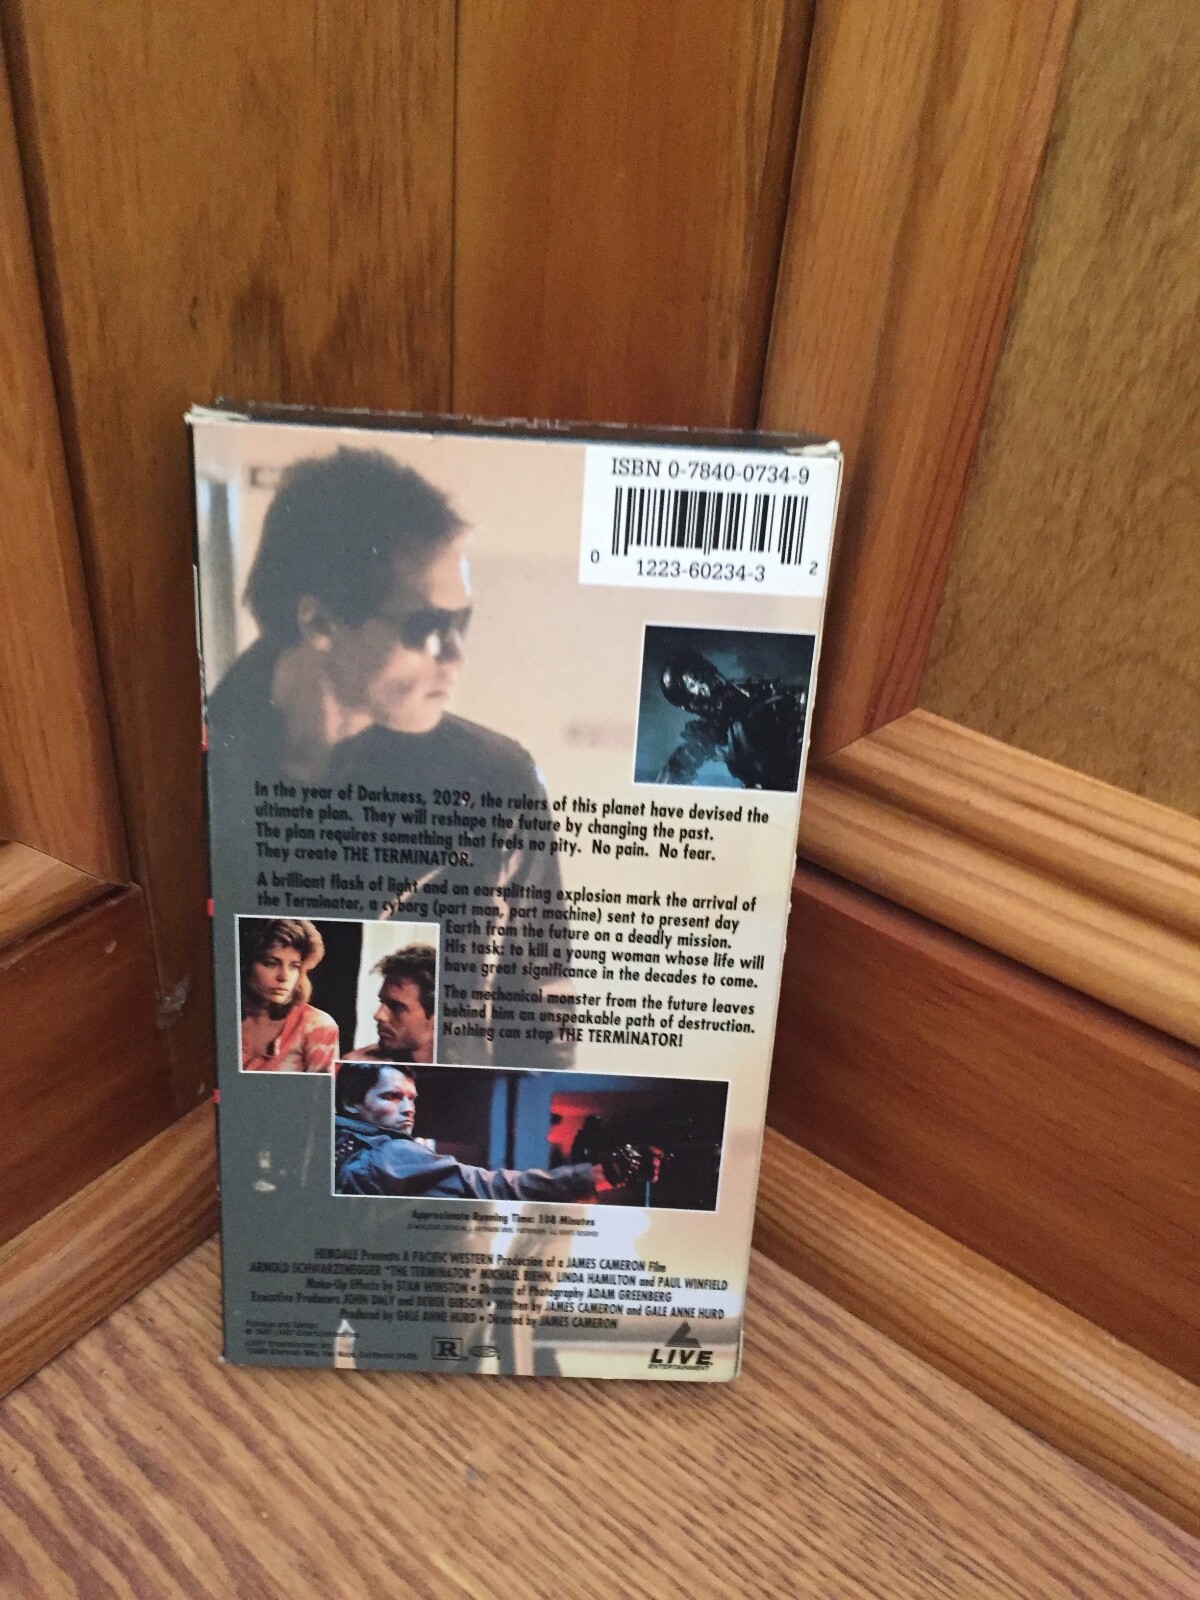 ISBN 0-7840-0734-9
0 1223-60234-3 2
In the year of Darkness, 2029, the rulers of this planet have devised the
ultimate plan. They will reshape the future by changing the past.
The plan requires something that feels no pity. No pain. No fear.
They create THE TERMINATOR.
A brilliant flash of light and an earsplitting explosion mark the arrival of
the Terminator, a cyborg (part man, part machine) sent to present day
Earth from the future on a deadly mission.
His task: to kill a young woman whose life will
have great significance in the decades to come.
The mechanical monster from the future leaves
behind him an unspeakable path of destruction.
Nothing can stop THE TERMINATOR!
Approximate Running Time: 108 Minutes
HEMDALE Presents A PACIFIC WESTERN Production of a JAMES CAMERON Film
ARNOLD SCHWARZENEGGER "THE TERMINATOR" MICHAEL BIEHN, LINDA HAMILTON and PAUL WINFIELD
Make-Up Effects by STAN WINSTON • Director of Photography ADAM GREENBERG
Executive Producers JOHN DALY and DEREK GIBSON • Written by JAMES CAMERON and GALE ANNE HURD
Produced by GALE ANNE HURD • Directed by JAMES CAMERON
R
LIVE
ENTERTAINMENT